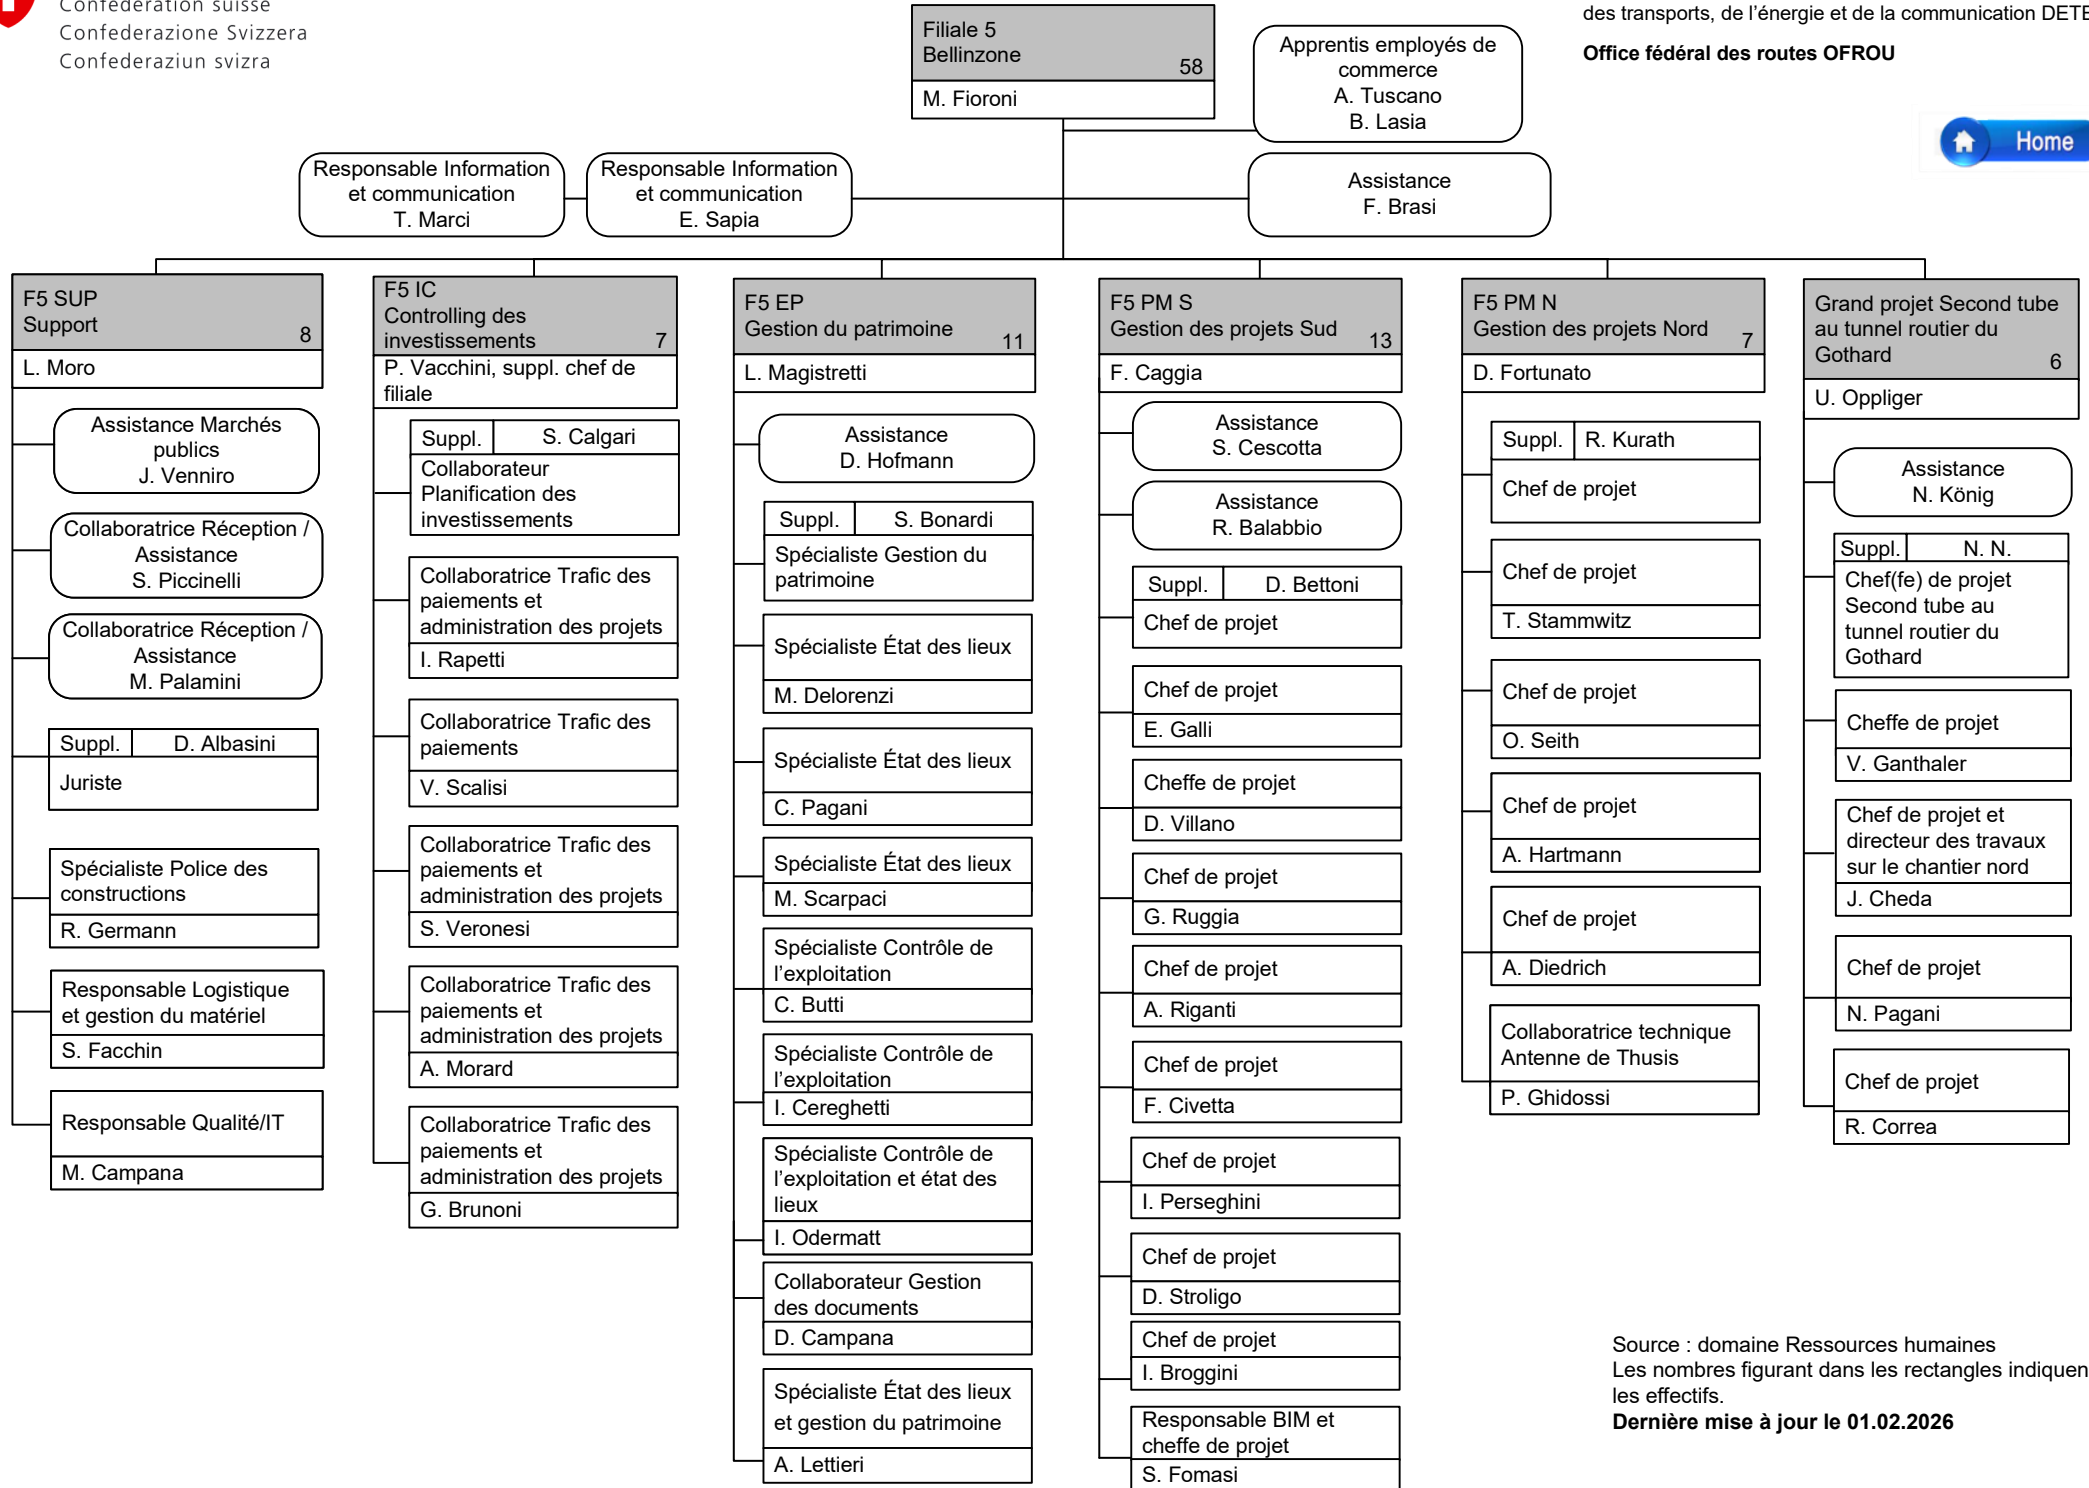 Confédération suisse
Confederazione Svizzera
Confederaziun svizra
des transports, de l'énergie et de la communication DETE
Office fédéral des routes OFROU
Home
Filiale 5
Bellinzone
58
M. Fioroni
Apprentis employés de
commerce
A. Tuscano
B. Lasia
Responsable Information
et communication
T. Marci
Responsable Information
et communication
E. Sapia
Assistance
F. Brasi
F5 SUP
Support
8
L. Moro
Assistance Marchés
publics
J. Venniro
Collaboratrice Réception /
Assistance
S. Piccinelli
Collaboratrice Réception /
Assistance
M. Palamini
Suppl. D. Albasini
Juriste
Spécialiste Police des
constructions
R. Germann
Responsable Logistique
et gestion du matériel
S. Facchin
Responsable Qualité/IT
M. Campana
F5 IC
Controlling des
investissements
7
P. Vacchini, suppl. chef de
filiale
Suppl. S. Calgari
Collaborateur
Planification des
investissements
Collaboratrice Trafic des
paiements et
administration des projets
I. Rapetti
Collaboratrice Trafic des
paiements
V. Scalisi
Collaboratrice Trafic des
paiements et
administration des projets
S. Veronesi
Collaboratrice Trafic des
paiements et
administration des projets
A. Morard
Collaboratrice Trafic des
paiements et
administration des projets
G. Brunoni
F5 EP
Gestion du patrimoine
11
L. Magistretti
Assistance
D. Hofmann
Suppl. S. Bonardi
Spécialiste Gestion du
patrimoine
Spécialiste État des lieux
M. Delorenzi
Spécialiste État des lieux
C. Pagani
Spécialiste État des lieux
M. Scarpaci
Spécialiste Contrôle de
l'exploitation
C. Butti
Spécialiste Contrôle de
l'exploitation
I. Cereghetti
Spécialiste Contrôle de
l'exploitation et état des
lieux
I. Odermatt
Collaborateur Gestion
des documents
D. Campana
Spécialiste État des lieux
et gestion du patrimoine
A. Lettieri
F5 PM S
Gestion des projets Sud
13
F. Caggia
Assistance
S. Cescotta
Assistance
R. Balabbio
Suppl. D. Bettoni
Chef de projet
Chef de projet
E. Galli
Cheffe de projet
D. Villano
Chef de projet
G. Ruggia
Chef de projet
A. Riganti
Chef de projet
F. Civetta
Chef de projet
I. Perseghini
Chef de projet
D. Stroligo
Chef de projet
I. Broggini
Responsable BIM et
cheffe de projet
S. Fomasi
F5 PM N
Gestion des projets Nord
7
D. Fortunato
Suppl. R. Kurath
Chef de projet
Chef de projet
T. Stammwitz
Chef de projet
O. Seith
Chef de projet
A. Hartmann
Chef de projet
A. Diedrich
Collaboratrice technique
Antenne de Thusis
P. Ghidossi
Grand projet Second tube
au tunnel routier du
Gothard
6
U. Oppliger
Assistance
N. König
Suppl. N. N.
Chef(fe) de projet
Second tube au
tunnel routier du
Gothard
Cheffe de projet
V. Ganthaler
Chef de projet et
directeur des travaux
sur le chantier nord
J. Cheda
Chef de projet
N. Pagani
Chef de projet
R. Correa
Source : domaine Ressources humaines
Les nombres figurant dans les rectangles indiquen
les effectifs.
Dernière mise à jour le 01.02.2026